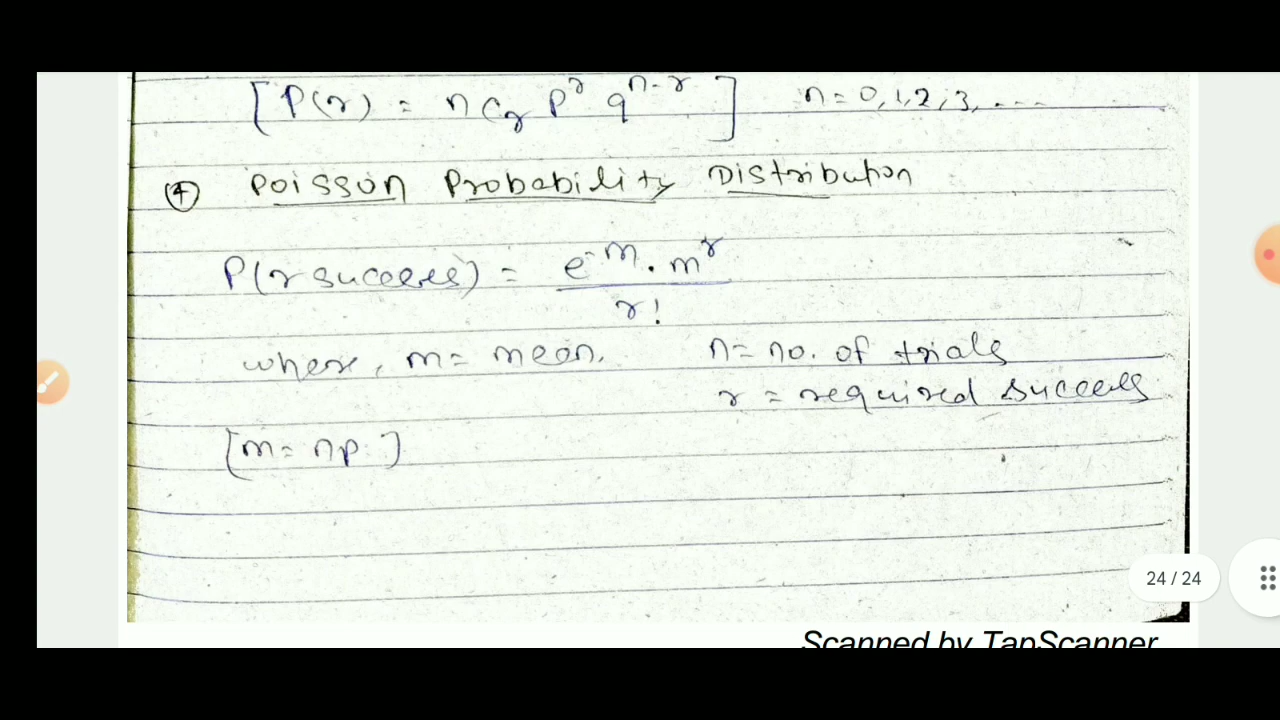 [P(r) = nCr p^r q^n-r] n = 0, 1, 2, 3, ---
④ Poisson Probability Distribution
P(r success) = e^-m . m^r
r!
where, m = mean. n = no. of trials
r = required success
[m = np]
24 / 24
Scanned by TapScanner